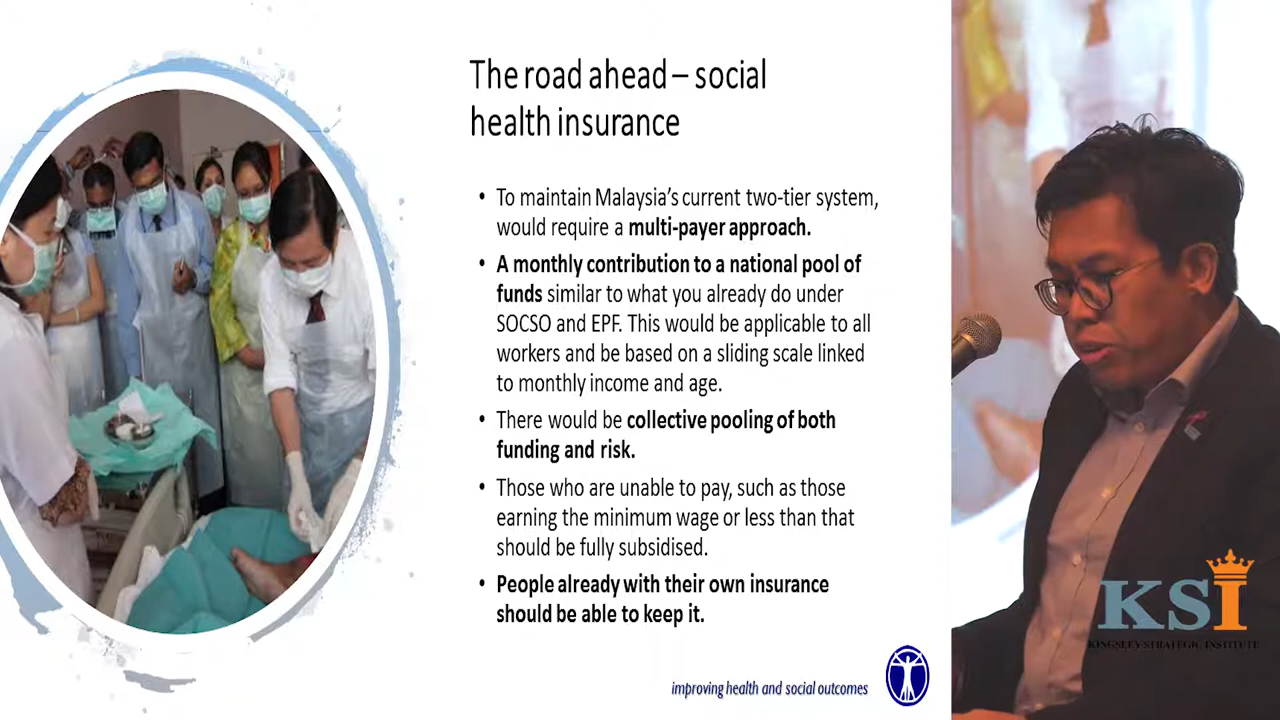 The road ahead – social
health insurance
• To maintain Malaysia's current two-tier system,
would require a multi-payer approach.
• A monthly contribution to a national pool of
funds similar to what you already do under
SOCSO and EPF. This would be applicable to all
workers and be based on a sliding scale linked
to monthly income and age.
• There would be collective pooling of both
funding and risk.
• Those who are unable to pay, such as those
earning the minimum wage or less than that
should be fully subsidised.
• People already with their own insurance
should be able to keep it.
improving health and social outcomes
KSI
KINGSLEY STRATEGIC INSTITUTE